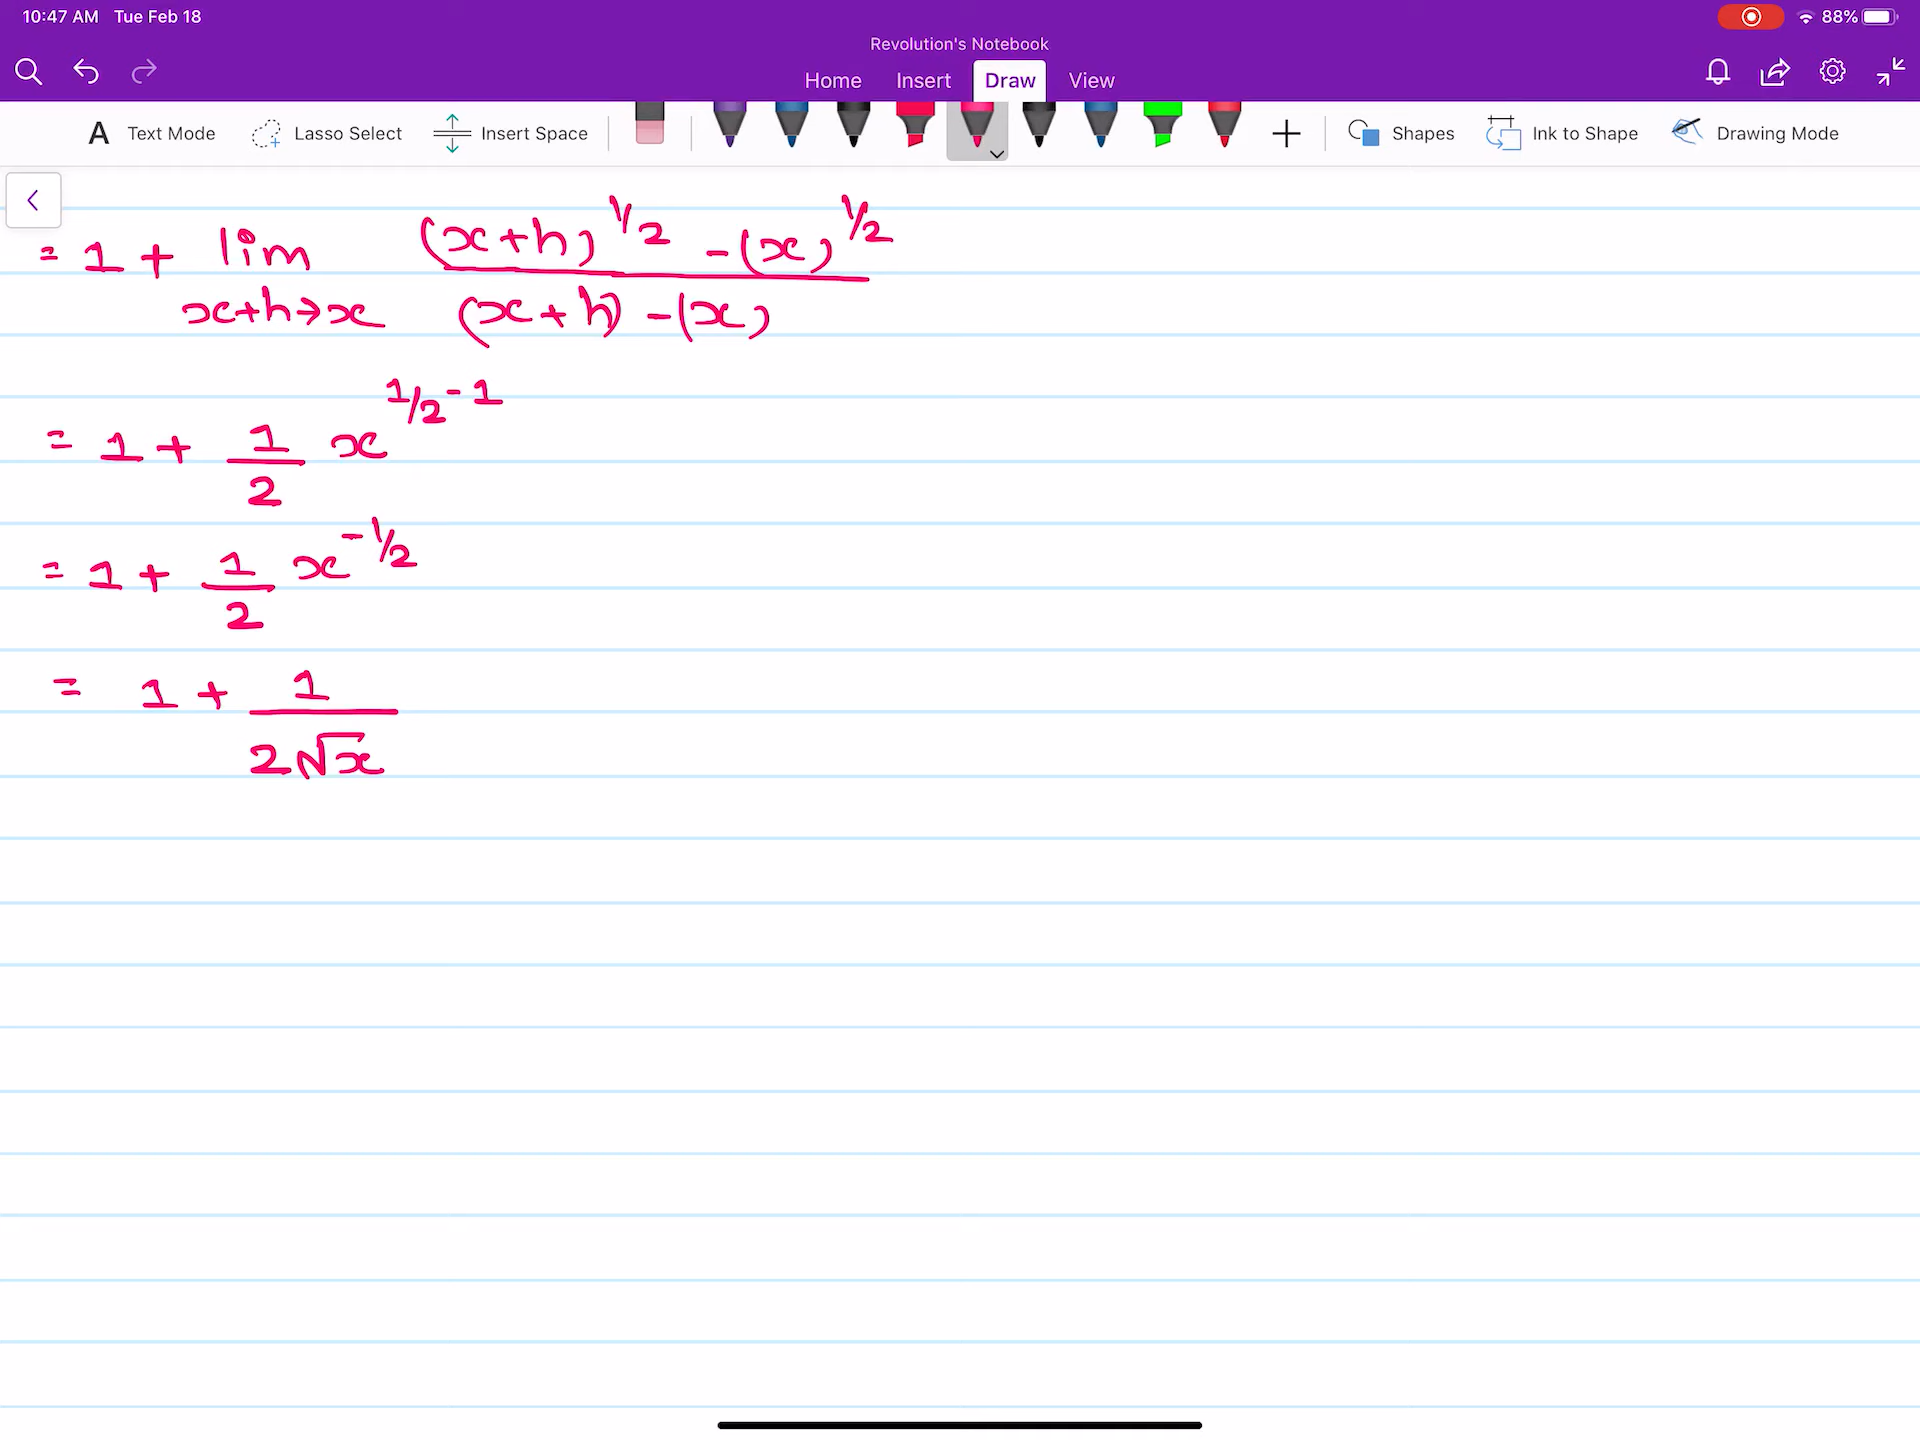 10:47 AM Tue Feb 18 88%
Revolution's Notebook
Home Insert Draw View
A Text Mode Lasso Select Insert Space Shapes Ink to Shape Drawing Mode
= 1 + lim (x+h)^1/2 - (x)^1/2
x+h→x (x+h) - (x)
= 1 + 1/2 x^1/2 - 1
= 1 + 1/2 x^-1/2
= 1 + 1/2√x